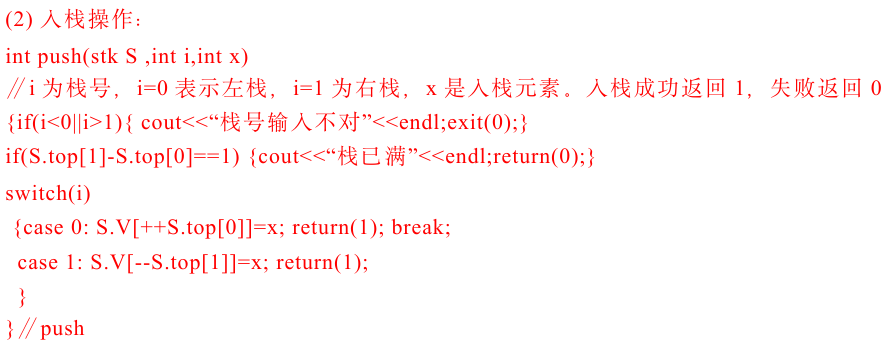 (2) 入栈操作：
int push(stk S ,int i,int x)
∥i 为栈号，i=0 表示左栈，i=1 为右栈，x 是入栈元素。入栈成功返回 1，失败返回 0
{if(i<0||i>1){ cout<<“栈号输入不对”<<endl;exit(0);}
if(S.top[1]-S.top[0]==1) {cout<<“栈已满”<<endl;return(0);}
switch(i)
{case 0: S.V[++S.top[0]]=x; return(1); break;
case 1: S.V[--S.top[1]]=x; return(1);
}
}∥push